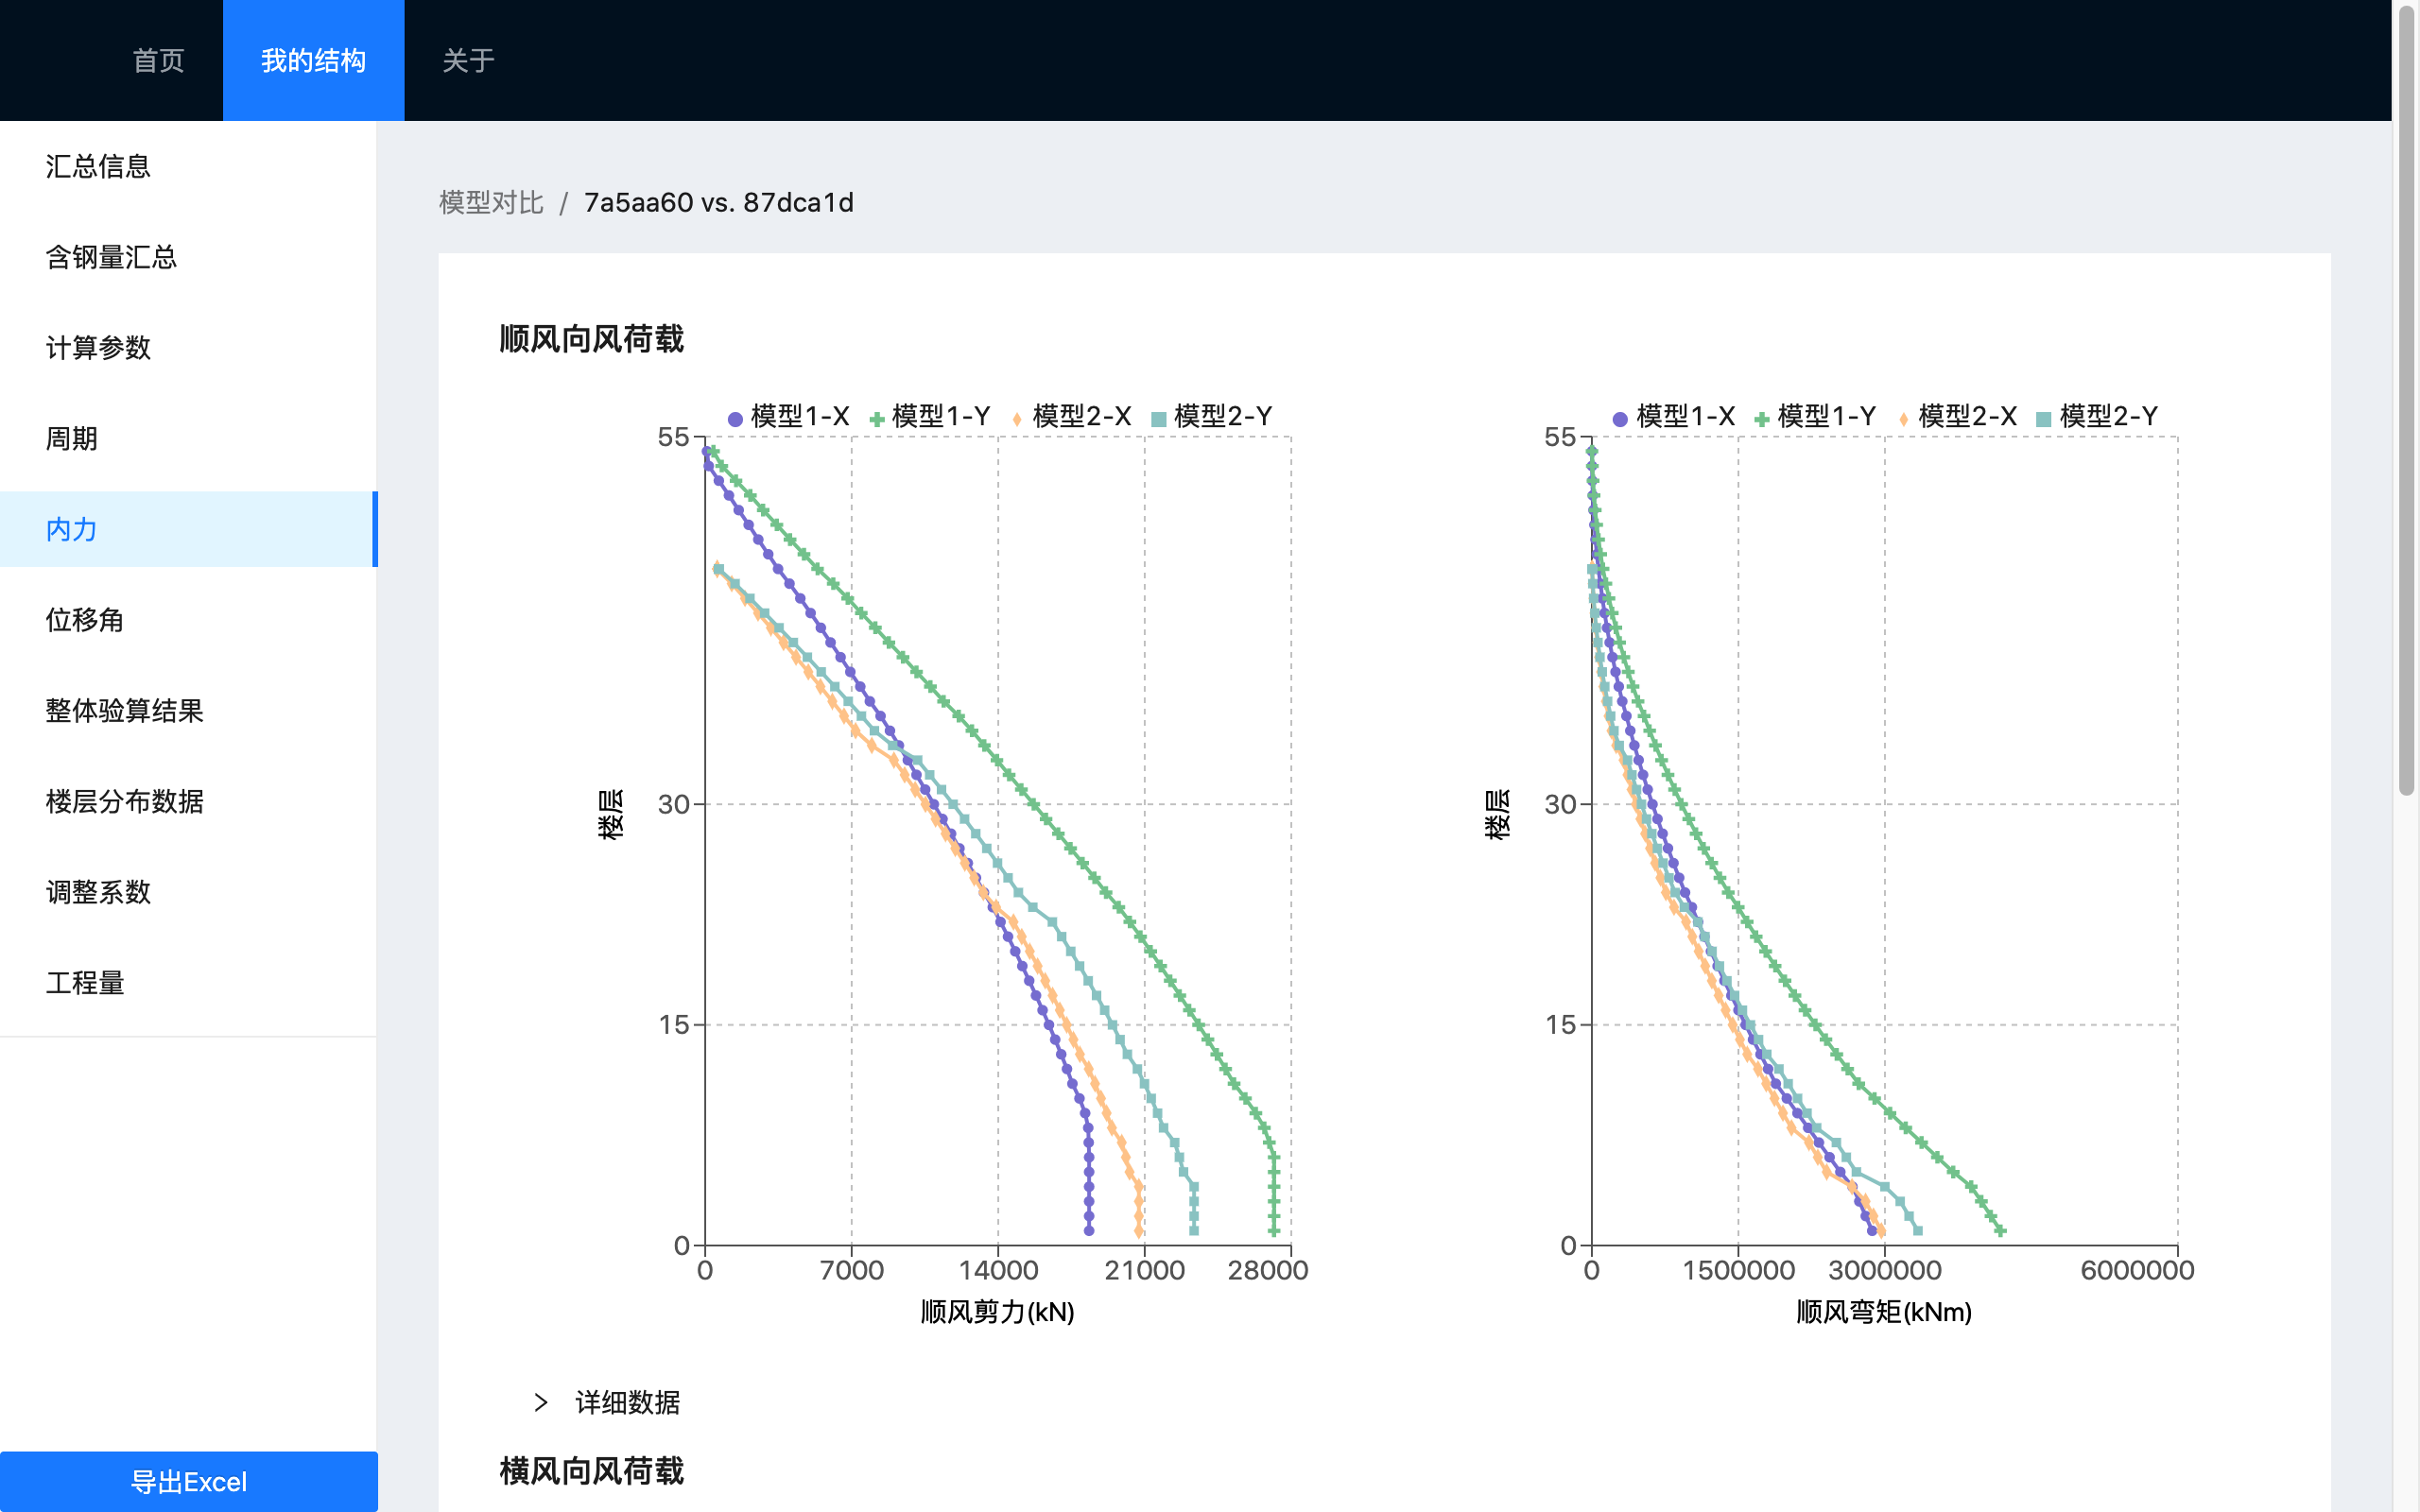 首页 我的结构 关于
汇总信息
含钢量汇总
计算参数
周期
内力
位移角
整体验算结果
楼层分布数据
调整系数
工程量
导出Excel
模型对比 / 7a5aa60 vs. 87dca1d
顺风向风荷载
模型1-X 模型1-Y 模型2-X 模型2-Y
55
30
15
0
楼层
0 7000 14000 21000 28000
顺风剪力(kN)
模型1-X 模型1-Y 模型2-X 模型2-Y
55
30
15
0
楼层
0 1500000 3000000 6000000
顺风弯矩(kNm)
详细数据
横风向风荷载